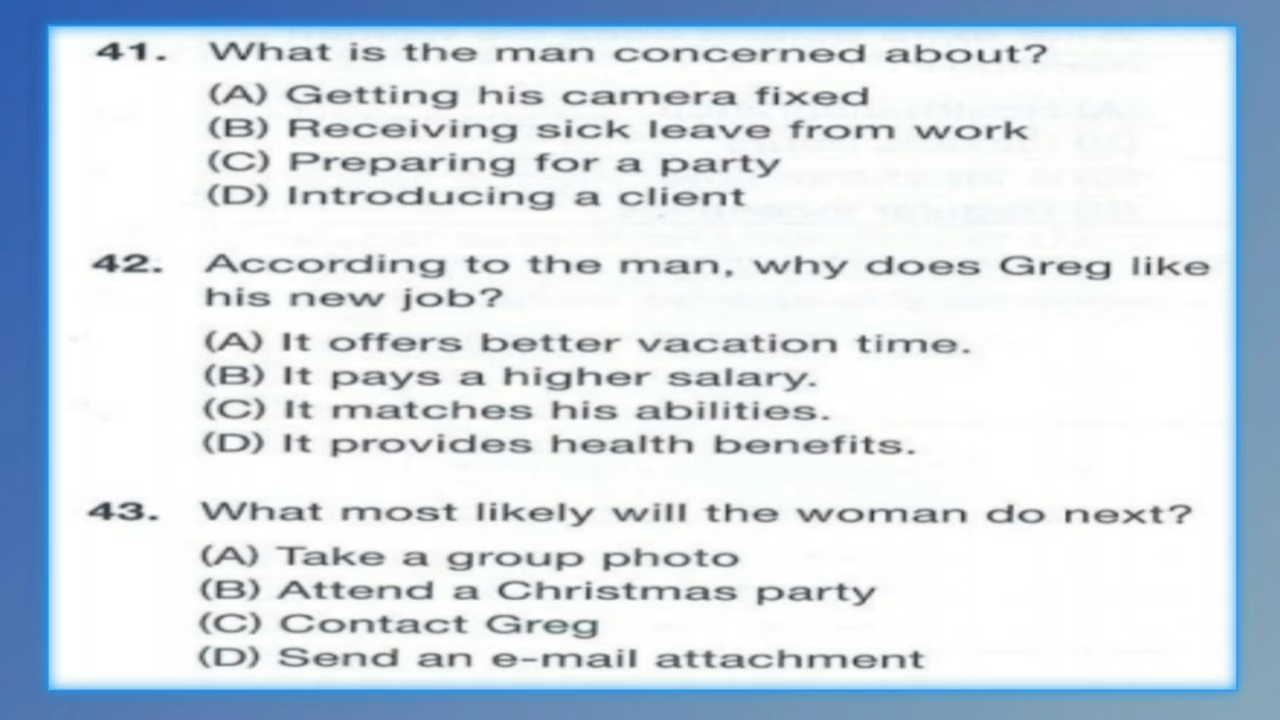 41. What is the man concerned about?
(A) Getting his camera fixed
(B) Receiving sick leave from work
(C) Preparing for a party
(D) Introducing a client
42. According to the man, why does Greg like
his new job?
(A) It offers better vacation time.
(B) It pays a higher salary.
(C) It matches his abilities.
(D) It provides health benefits.
43. What most likely will the woman do next?
(A) Take a group photo
(B) Attend a Christmas party
(C) Contact Greg
(D) Send an e-mail attachment